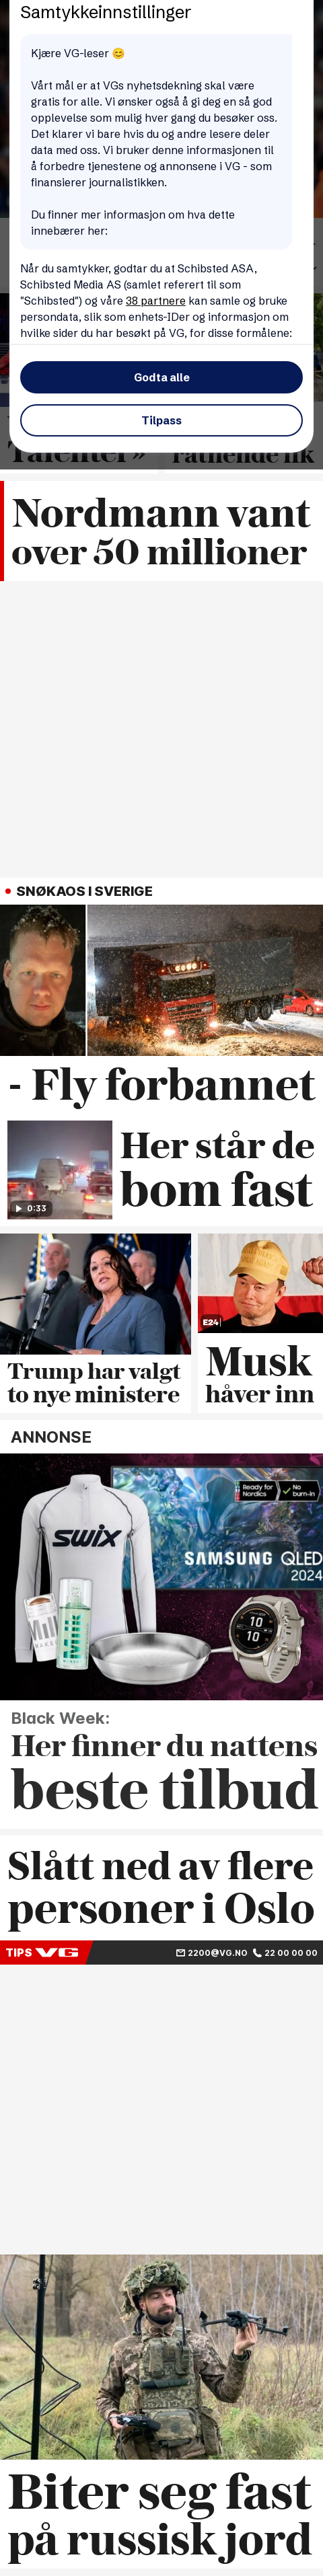 Samtykkeinnstillinger
Kjære VG-leser 😊
Vårt mål er at VGs nyhetsdekning skal være
gratis for alle. Vi ønsker også å gi deg en så god
opplevelse som mulig hver gang du besøker oss.
Det klarer vi bare hvis du og andre lesere deler
data med oss. Vi bruker denne informasjonen til
å forbedre tjenestene og annonsene i VG - som
finansierer journalistikken.
Du finner mer informasjon om hva dette
innebærer her:
Når du samtykker, godtar du at Schibsted ASA,
Schibsted Media AS (samlet referert til som
"Schibsted") og våre 38 partnere kan samle og bruke
persondata, slik som enhets-IDer og informasjon om
hvilke sider du har besøkt på VG, for disse formålene:
Godta alle
Tilpass
Nordmann vant
over 50 millioner
SNØKAOS I SVERIGE
- Fly forbannet
0:33
Her står de
bom fast
Trump har valgt
to nye ministere
E24
Musk
håver inn
ANNONSE
Ready for
Nordics
No
burn-in
SWIX
SAMSUNG QLED
2024
Black Week:
Her finner du nattens
beste tilbud
Slått ned av flere
personer i Oslo
TIPS VG 2200@VG.NO 22 00 00 00
Biter seg fast
på russisk jord